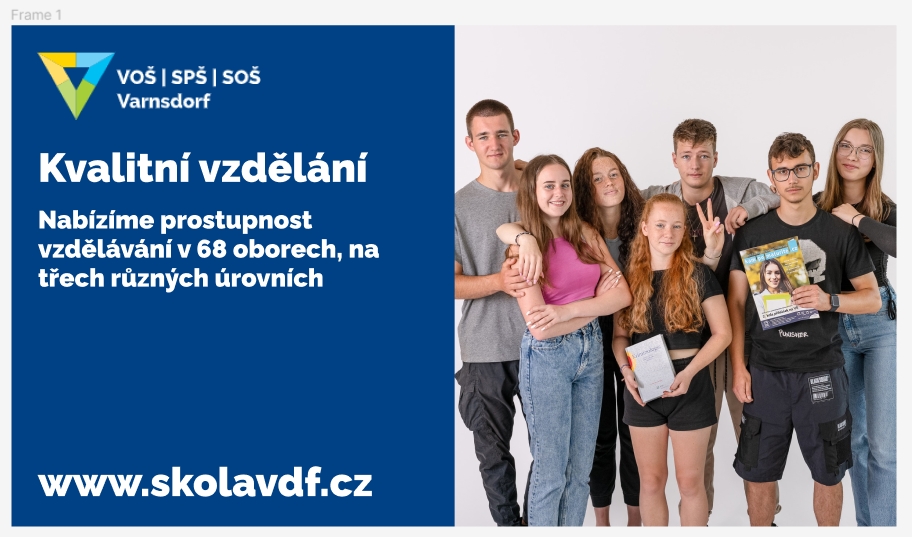 Frame 1
VOŠ | SPŠ | SOŠ
Varnsdorf
Kvalitní vzdělání
Nabízíme prostupnost
vzdělávání v 68 oborech, na
třech různých úrovních
www.skolavdf.cz
PUNISHER